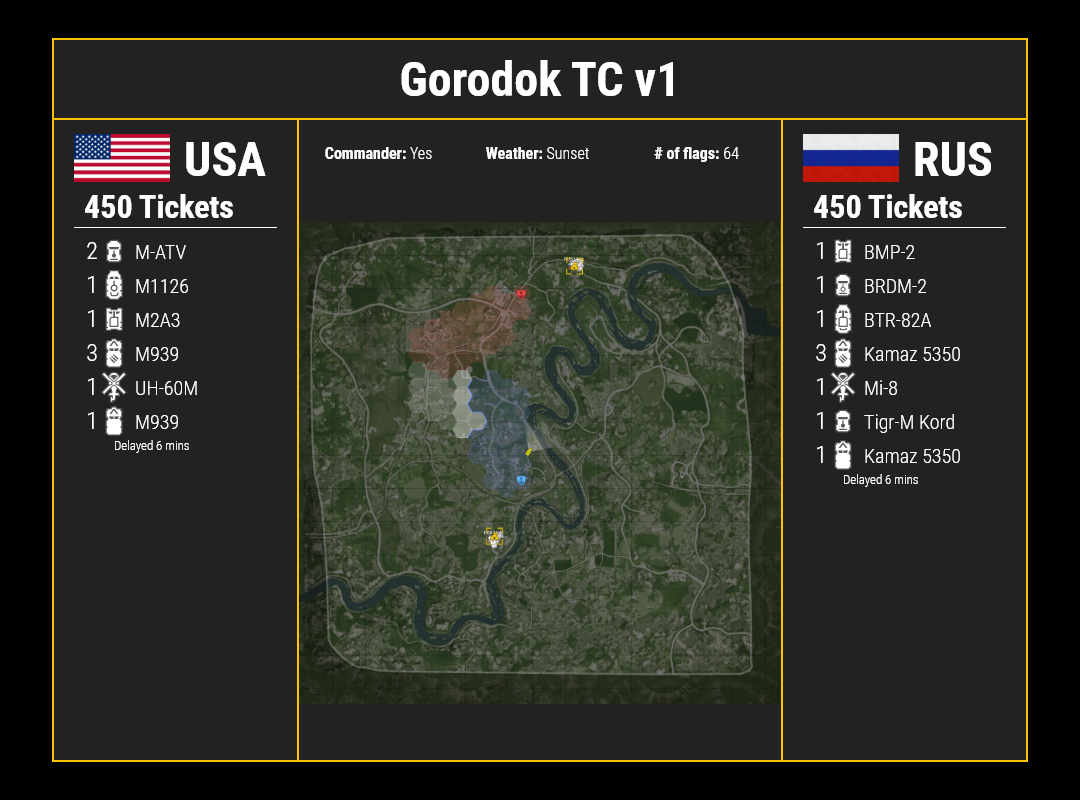 Gorodok TC v1
USA
450 Tickets
2 M-ATV
1 M1126
1 M2A3
3 M939
1 UH-60M
1 M939
Delayed 6 mins
Commander: Yes
Weather: Sunset
# of flags: 64
RUS
450 Tickets
1 BMP-2
1 BRDM-2
1 BTR-82A
3 Kamaz 5350
1 Mi-8
1 Tigr-M Kord
1 Kamaz 5350
Delayed 6 mins